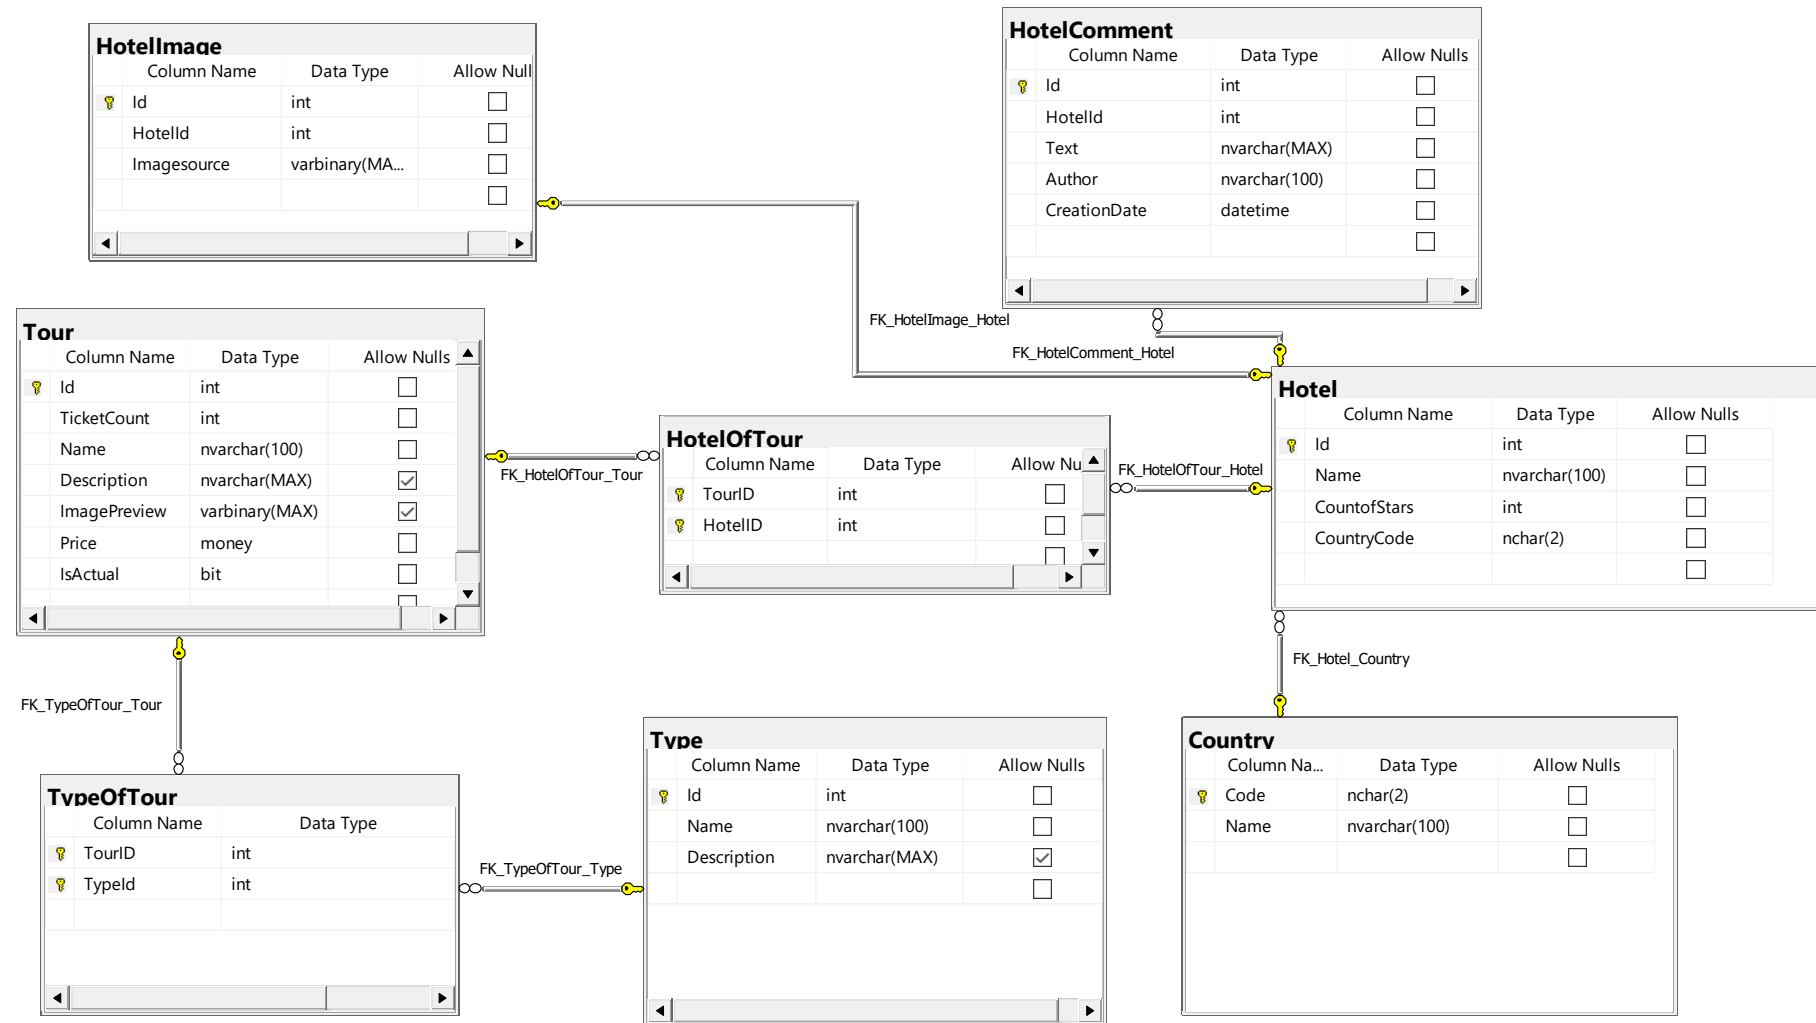 HotelImage
Column Name Data Type Allow Null
Id int
HotelId int
Imagesource varbinary(MA...
HotelComment
Column Name Data Type Allow Nulls
Id int
HotelId int
Text nvarchar(MAX)
Author nvarchar(100)
CreationDate datetime
FK_HotelImage_Hotel
FK_HotelComment_Hotel
Tour
Column Name Data Type Allow Nulls
Id int
TicketCount int
Name nvarchar(100)
Description nvarchar(MAX)
ImagePreview varbinary(MAX)
Price money
IsActual bit
FK_HotelOfTour_Tour
HotelOfTour
Column Name Data Type Allow Nu
TourID int
HotelID int
FK_HotelOfTour_Hotel
Hotel
Column Name Data Type Allow Nulls
Id int
Name nvarchar(100)
CountofStars int
CountryCode nchar(2)
FK_Hotel_Country
FK_TypeOfTour_Tour
TypeOfTour
Column Name Data Type
TourID int
TypeId int
FK_TypeOfTour_Type
Type
Column Name Data Type Allow Nulls
Id int
Name nvarchar(100)
Description nvarchar(MAX)
Country
Column Na... Data Type Allow Nulls
Code nchar(2)
Name nvarchar(100)